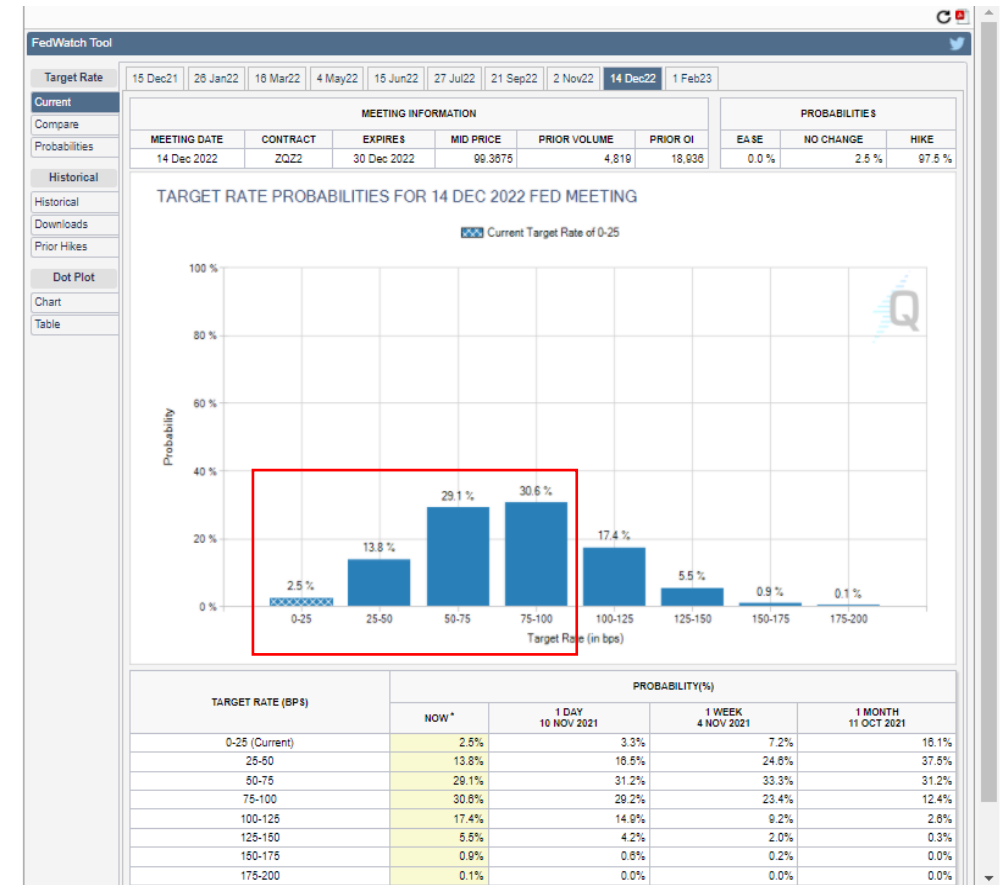 FedWatch Tool
Target Rate
Current
Compare
Probabilities
Historical
Historical
Downloads
Prior Hikes
Dot Plot
Chart
Table
15 Dec21 26 Jan22 16 Mar22 4 May22 15 Jun22 27 Jul22 21 Sep22 2 Nov22 14 Dec22 1 Feb23
MEETING INFORMATION PROBABILITIES
MEETING DATE CONTRACT EXPIRES MID PRICE PRIOR VOLUME PRIOR OI EASE NO CHANGE HIKE
14 Dec 2022 ZQZ2 30 Dec 2022 99.3675 4,819 18,936 0.0 % 2.5 % 97.5 %
TARGET RATE PROBABILITIES FOR 14 DEC 2022 FED MEETING
Current Target Rate of 0-25
Q
Probability
100 %
80 %
60 %
40 %
20 %
0 %
2.5 % 13.8 % 29.1 % 30.6 % 17.4 % 5.5 % 0.9 % 0.1 %
0-25 25-50 50-75 75-100 100-125 125-150 150-175 175-200
Target Rate (in bps)
TARGET RATE (BPS) PROBABILITY(%)
NOW * 1 DAY 10 NOV 2021 1 WEEK 4 NOV 2021 1 MONTH 11 OCT 2021
0-25 (Current) 2.5% 3.3% 7.2% 16.1%
25-50 13.8% 16.5% 24.6% 37.5%
50-75 29.1% 31.2% 33.3% 31.2%
75-100 30.6% 29.2% 23.4% 12.4%
100-125 17.4% 14.9% 9.2% 2.6%
125-150 5.5% 4.2% 2.0% 0.3%
150-175 0.9% 0.6% 0.2% 0.0%
175-200 0.1% 0.0% 0.0% 0.0%